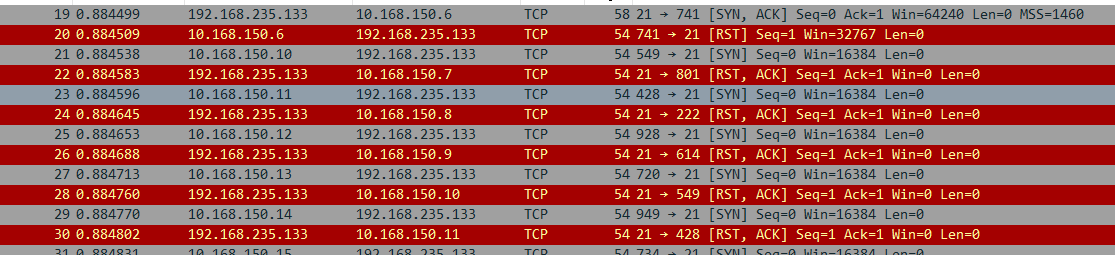 19 0.884499 192.168.235.133 10.168.150.6 TCP 58 21 → 741 [SYN, ACK] Seq=0 Ack=1 Win=64240 Len=0 MSS=1460
20 0.884509 10.168.150.6 192.168.235.133 TCP 54 741 → 21 [RST] Seq=1 Win=32767 Len=0
21 0.884538 10.168.150.10 192.168.235.133 TCP 54 549 → 21 [SYN] Seq=0 Win=16384 Len=0
22 0.884583 192.168.235.133 10.168.150.7 TCP 54 21 → 801 [RST, ACK] Seq=1 Ack=1 Win=0 Len=0
23 0.884596 10.168.150.11 192.168.235.133 TCP 54 428 → 21 [SYN] Seq=0 Win=16384 Len=0
24 0.884645 192.168.235.133 10.168.150.8 TCP 54 21 → 222 [RST, ACK] Seq=1 Ack=1 Win=0 Len=0
25 0.884653 10.168.150.12 192.168.235.133 TCP 54 928 → 21 [SYN] Seq=0 Win=16384 Len=0
26 0.884688 192.168.235.133 10.168.150.9 TCP 54 21 → 614 [RST, ACK] Seq=1 Ack=1 Win=0 Len=0
27 0.884713 10.168.150.13 192.168.235.133 TCP 54 720 → 21 [SYN] Seq=0 Win=16384 Len=0
28 0.884760 192.168.235.133 10.168.150.10 TCP 54 21 → 549 [RST, ACK] Seq=1 Ack=1 Win=0 Len=0
29 0.884770 10.168.150.14 192.168.235.133 TCP 54 949 → 21 [SYN] Seq=0 Win=16384 Len=0
30 0.884802 192.168.235.133 10.168.150.11 TCP 54 21 → 428 [RST, ACK] Seq=1 Ack=1 Win=0 Len=0
31 0.884831 10.168.150.15 192.168.235.133 TCP 54 734 → 21 [SYN] Seq=0 Win=16384 Len=0